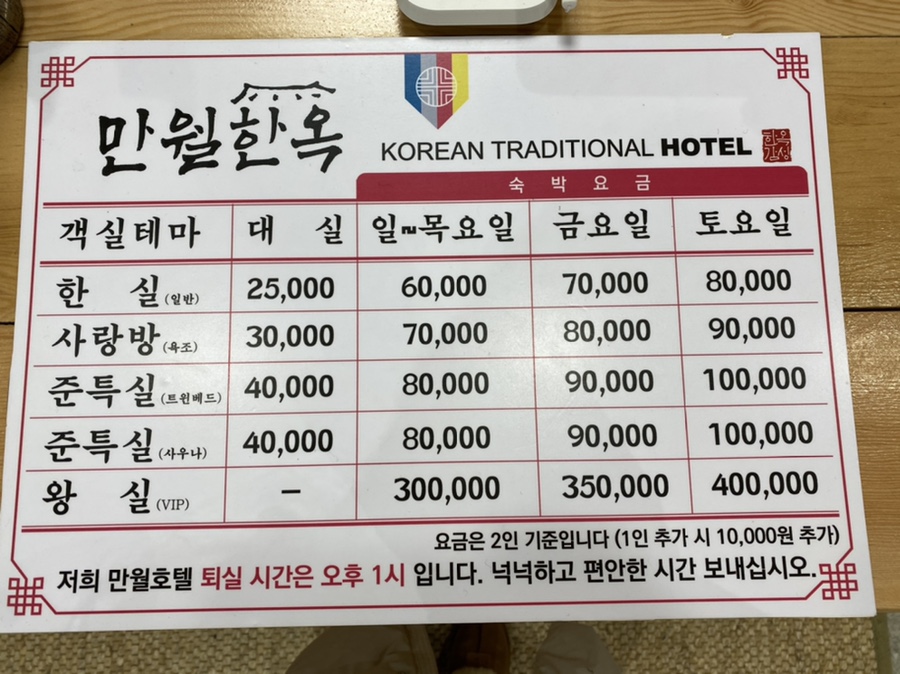 만월한옥
KOREAN TRADITIONAL HOTEL 한옥감성
숙박요금
객실테마 대실 일~목요일 금요일 토요일
한실(일반) 25,000 60,000 70,000 80,000
사랑방(욕조) 30,000 70,000 80,000 90,000
준특실(트윈베드) 40,000 80,000 90,000 100,000
준특실(사우나) 40,000 80,000 90,000 100,000
왕실(VIP) – 300,000 350,000 400,000
요금은 2인 기준입니다 (1인 추가 시 10,000원 추가)
저희 만월호텔 퇴실 시간은 오후 1시 입니다. 넉넉하고 편안한 시간 보내십시오.